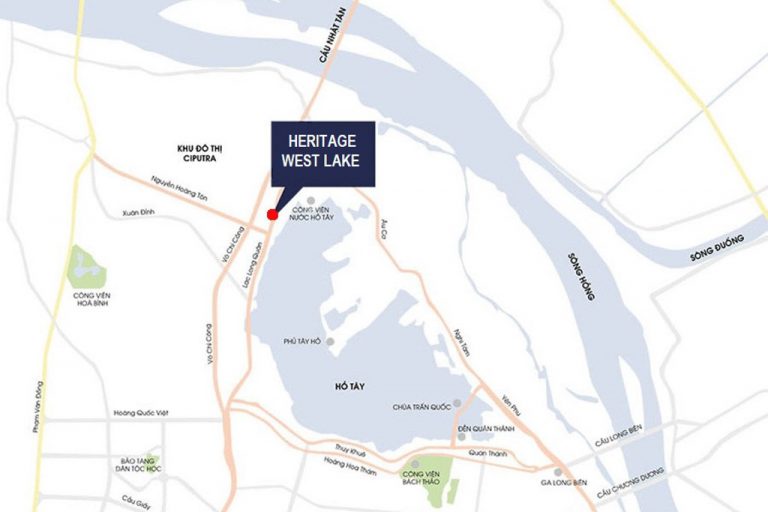 CẦU NHẬT TÂN
HERITAGE
WEST LAKE
KHU ĐÔ THỊ
CIPUTRA
Nguyễn Hoàng Tôn
Xuân Đỉnh
CÔNG VIÊN
NƯỚC HỒ TÂY
Võ Chí Công
Lạc Long Quân
Âu Cơ
SÔNG ĐUỐNG
SÔNG HỒNG
CÔNG VIÊN
HOÀ BÌNH
Võ Chí Công
PHỦ TÂY HỒ
Nghi Tàm
HỒ TÂY
Phạm Văn Đồng
Hoàng Quốc Việt
CHÙA TRẤN QUỐC
Yên Phụ
ĐỀN QUÁN THÁNH
CẦU LONG BIÊN
Thụy Khuê
Quán Thánh
BẢO TÀNG
DÂN TỘC HỌC
Hoàng Hoa Thám
CÔNG VIÊN
BÁCH THẢO
GA LONG BIÊN
CẦU CHƯƠNG DƯƠNG
Cầu Giấy